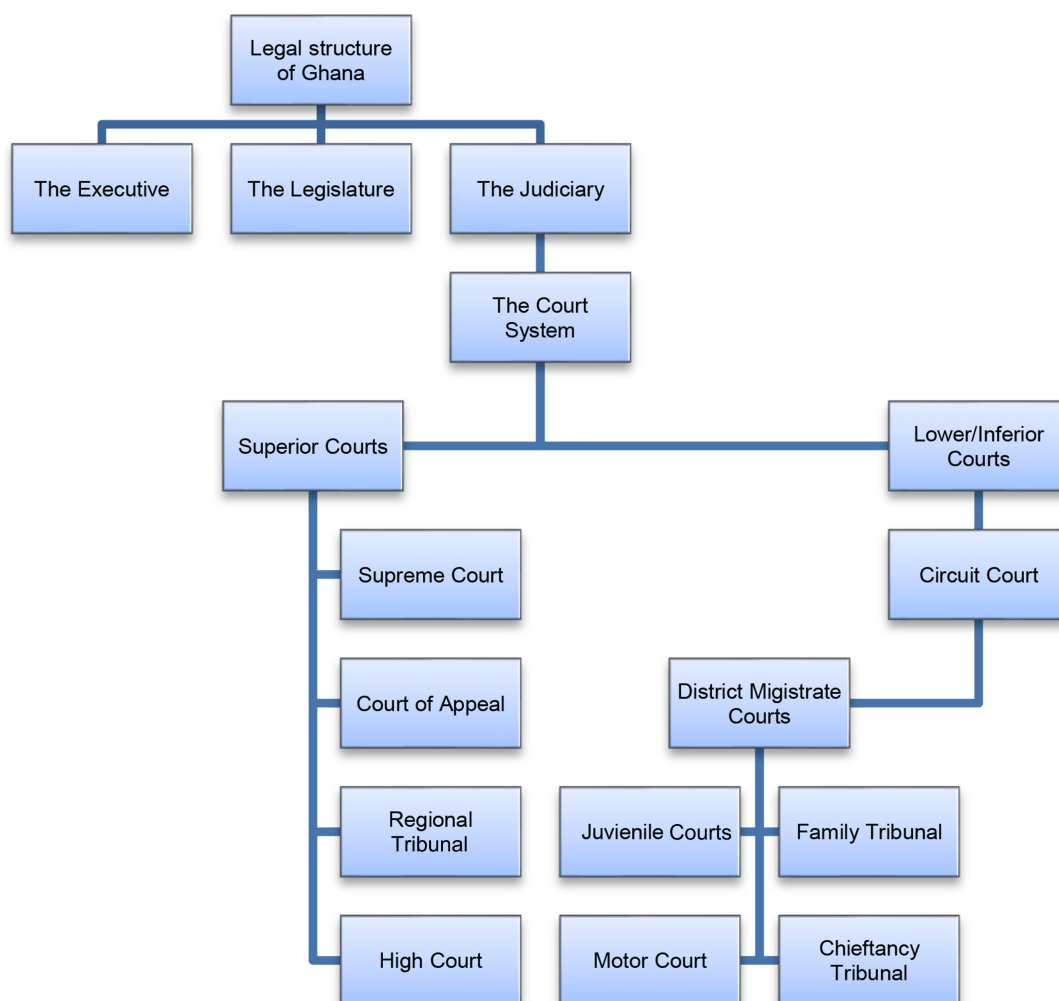 Legal structure
of Ghana
The Executive
The Legislature
The Judiciary
The Court
System
Superior Courts
Lower/Inferior
Courts
Supreme Court
Circuit Court
Court of Appeal
District Migistrate
Courts
Regional
Tribunal
Juvienile Courts
Family Tribunal
High Court
Motor Court
Chieftancy
Tribunal